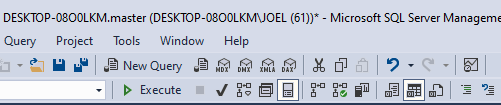 DESKTOP-08O0LKM.master (DESKTOP-08O0LKM\JOEL (61))* - Microsoft SQL Server Manageme
Query Project Tools Window Help
New Query MDX DMX XMLA DAX
Execute